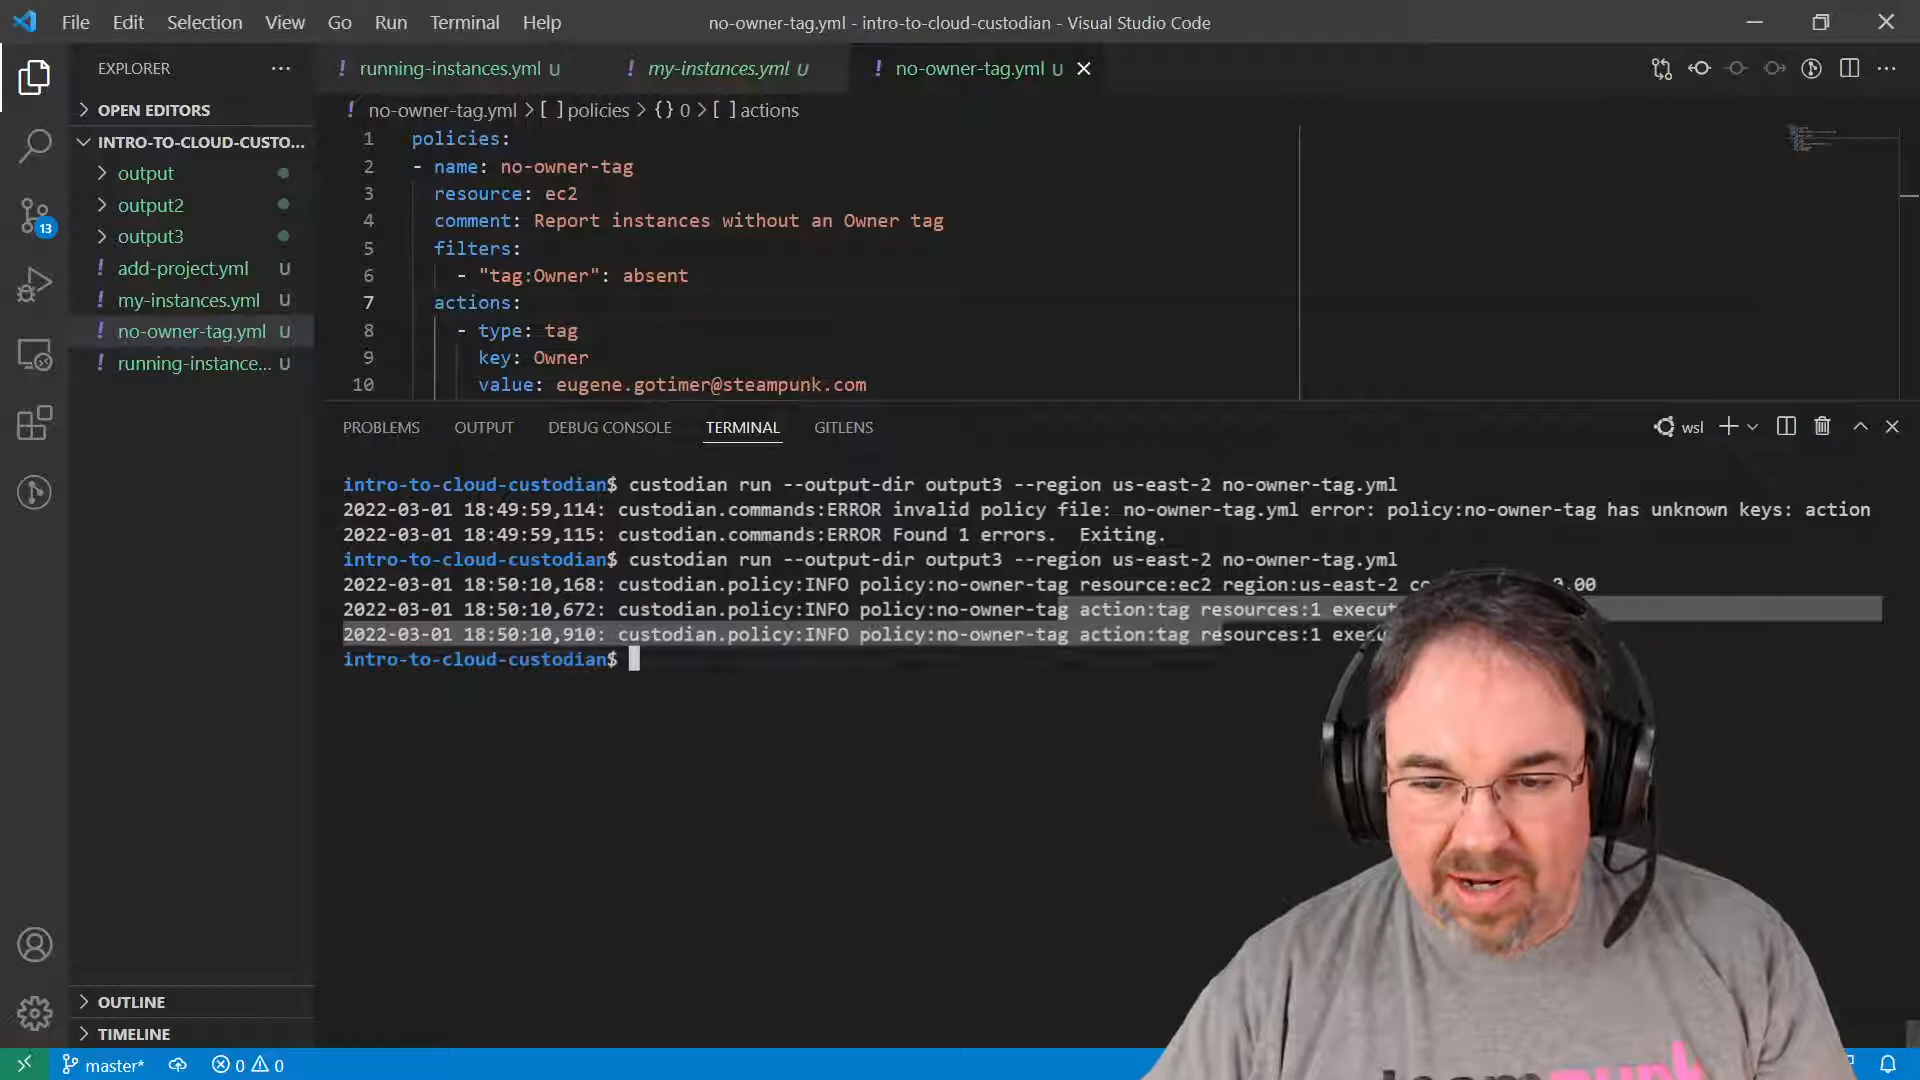 File Edit Selection View Go Run Terminal Help
no-owner-tag.yml - intro-to-cloud-custodian - Visual Studio Code
EXPLORER
running-instances.yml U
my-instances.yml U
no-owner-tag.yml U
OPEN EDITORS
INTRO-TO-CLOUD-CUSTO...
output
output2
output3
add-project.yml U
my-instances.yml U
no-owner-tag.yml U
running-instance... U
13
no-owner-tag.yml > [ ] policies > {} 0 > [ ] actions
1 policies:
2 - name: no-owner-tag
3 resource: ec2
4 comment: Report instances without an Owner tag
5 filters:
6 - "tag:Owner": absent
7 actions:
8 - type: tag
9 key: Owner
10 value: eugene.gotimer@steampunk.com
PROBLEMS OUTPUT DEBUG CONSOLE TERMINAL GITLENS
wsl
intro-to-cloud-custodian$ custodian run --output-dir output3 --region us-east-2 no-owner-tag.yml
2022-03-01 18:49:59,114: custodian.commands:ERROR invalid policy file: no-owner-tag.yml error: policy:no-owner-tag has unknown keys: action
2022-03-01 18:49:59,115: custodian.commands:ERROR Found 1 errors.  Exiting.
intro-to-cloud-custodian$ custodian run --output-dir output3 --region us-east-2 no-owner-tag.yml
2022-03-01 18:50:10,168: custodian.policy:INFO policy:no-owner-tag resource:ec2 region:us-east-2
2022-03-01 18:50:10,672: custodian.policy:INFO policy:no-owner-tag action:tag resources:1
2022-03-01 18:50:10,910: custodian.policy:INFO policy:no-owner-tag action:tag resources:1
intro-to-cloud-custodian$
OUTLINE
TIMELINE
master* 0 0